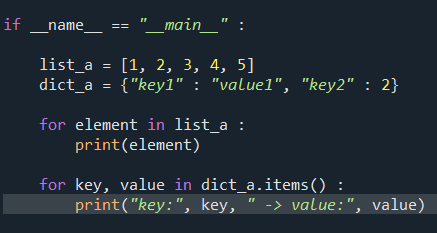 if __name__ == "__main__" :
    list_a = [1, 2, 3, 4, 5]
    dict_a = {"key1" : "value1", "key2" : 2}
    for element in list_a :
        print(element)
    for key, value in dict_a.items() :
        print("key:", key, " -> value:", value)